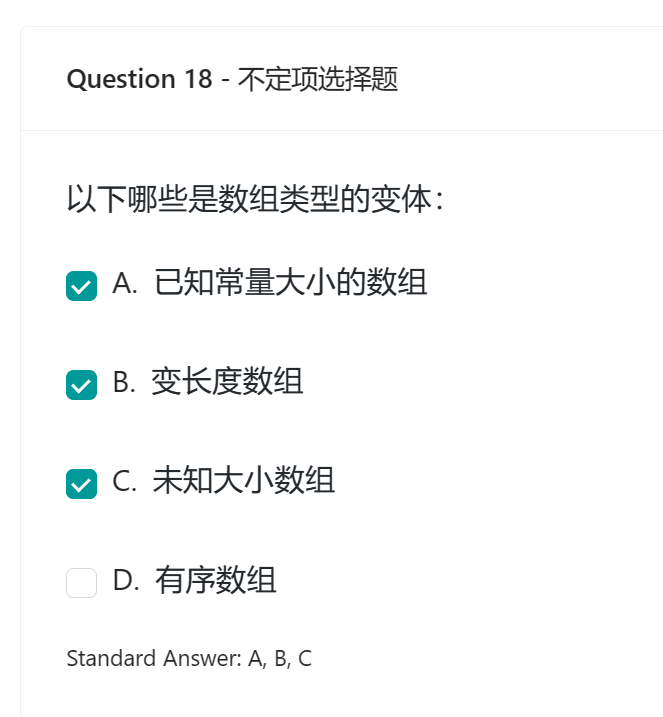 Question 18 - 不定项选择题
以下哪些是数组类型的变体：
A. 已知常量大小的数组
B. 变长度数组
C. 未知大小数组
D. 有序数组
Standard Answer: A, B, C